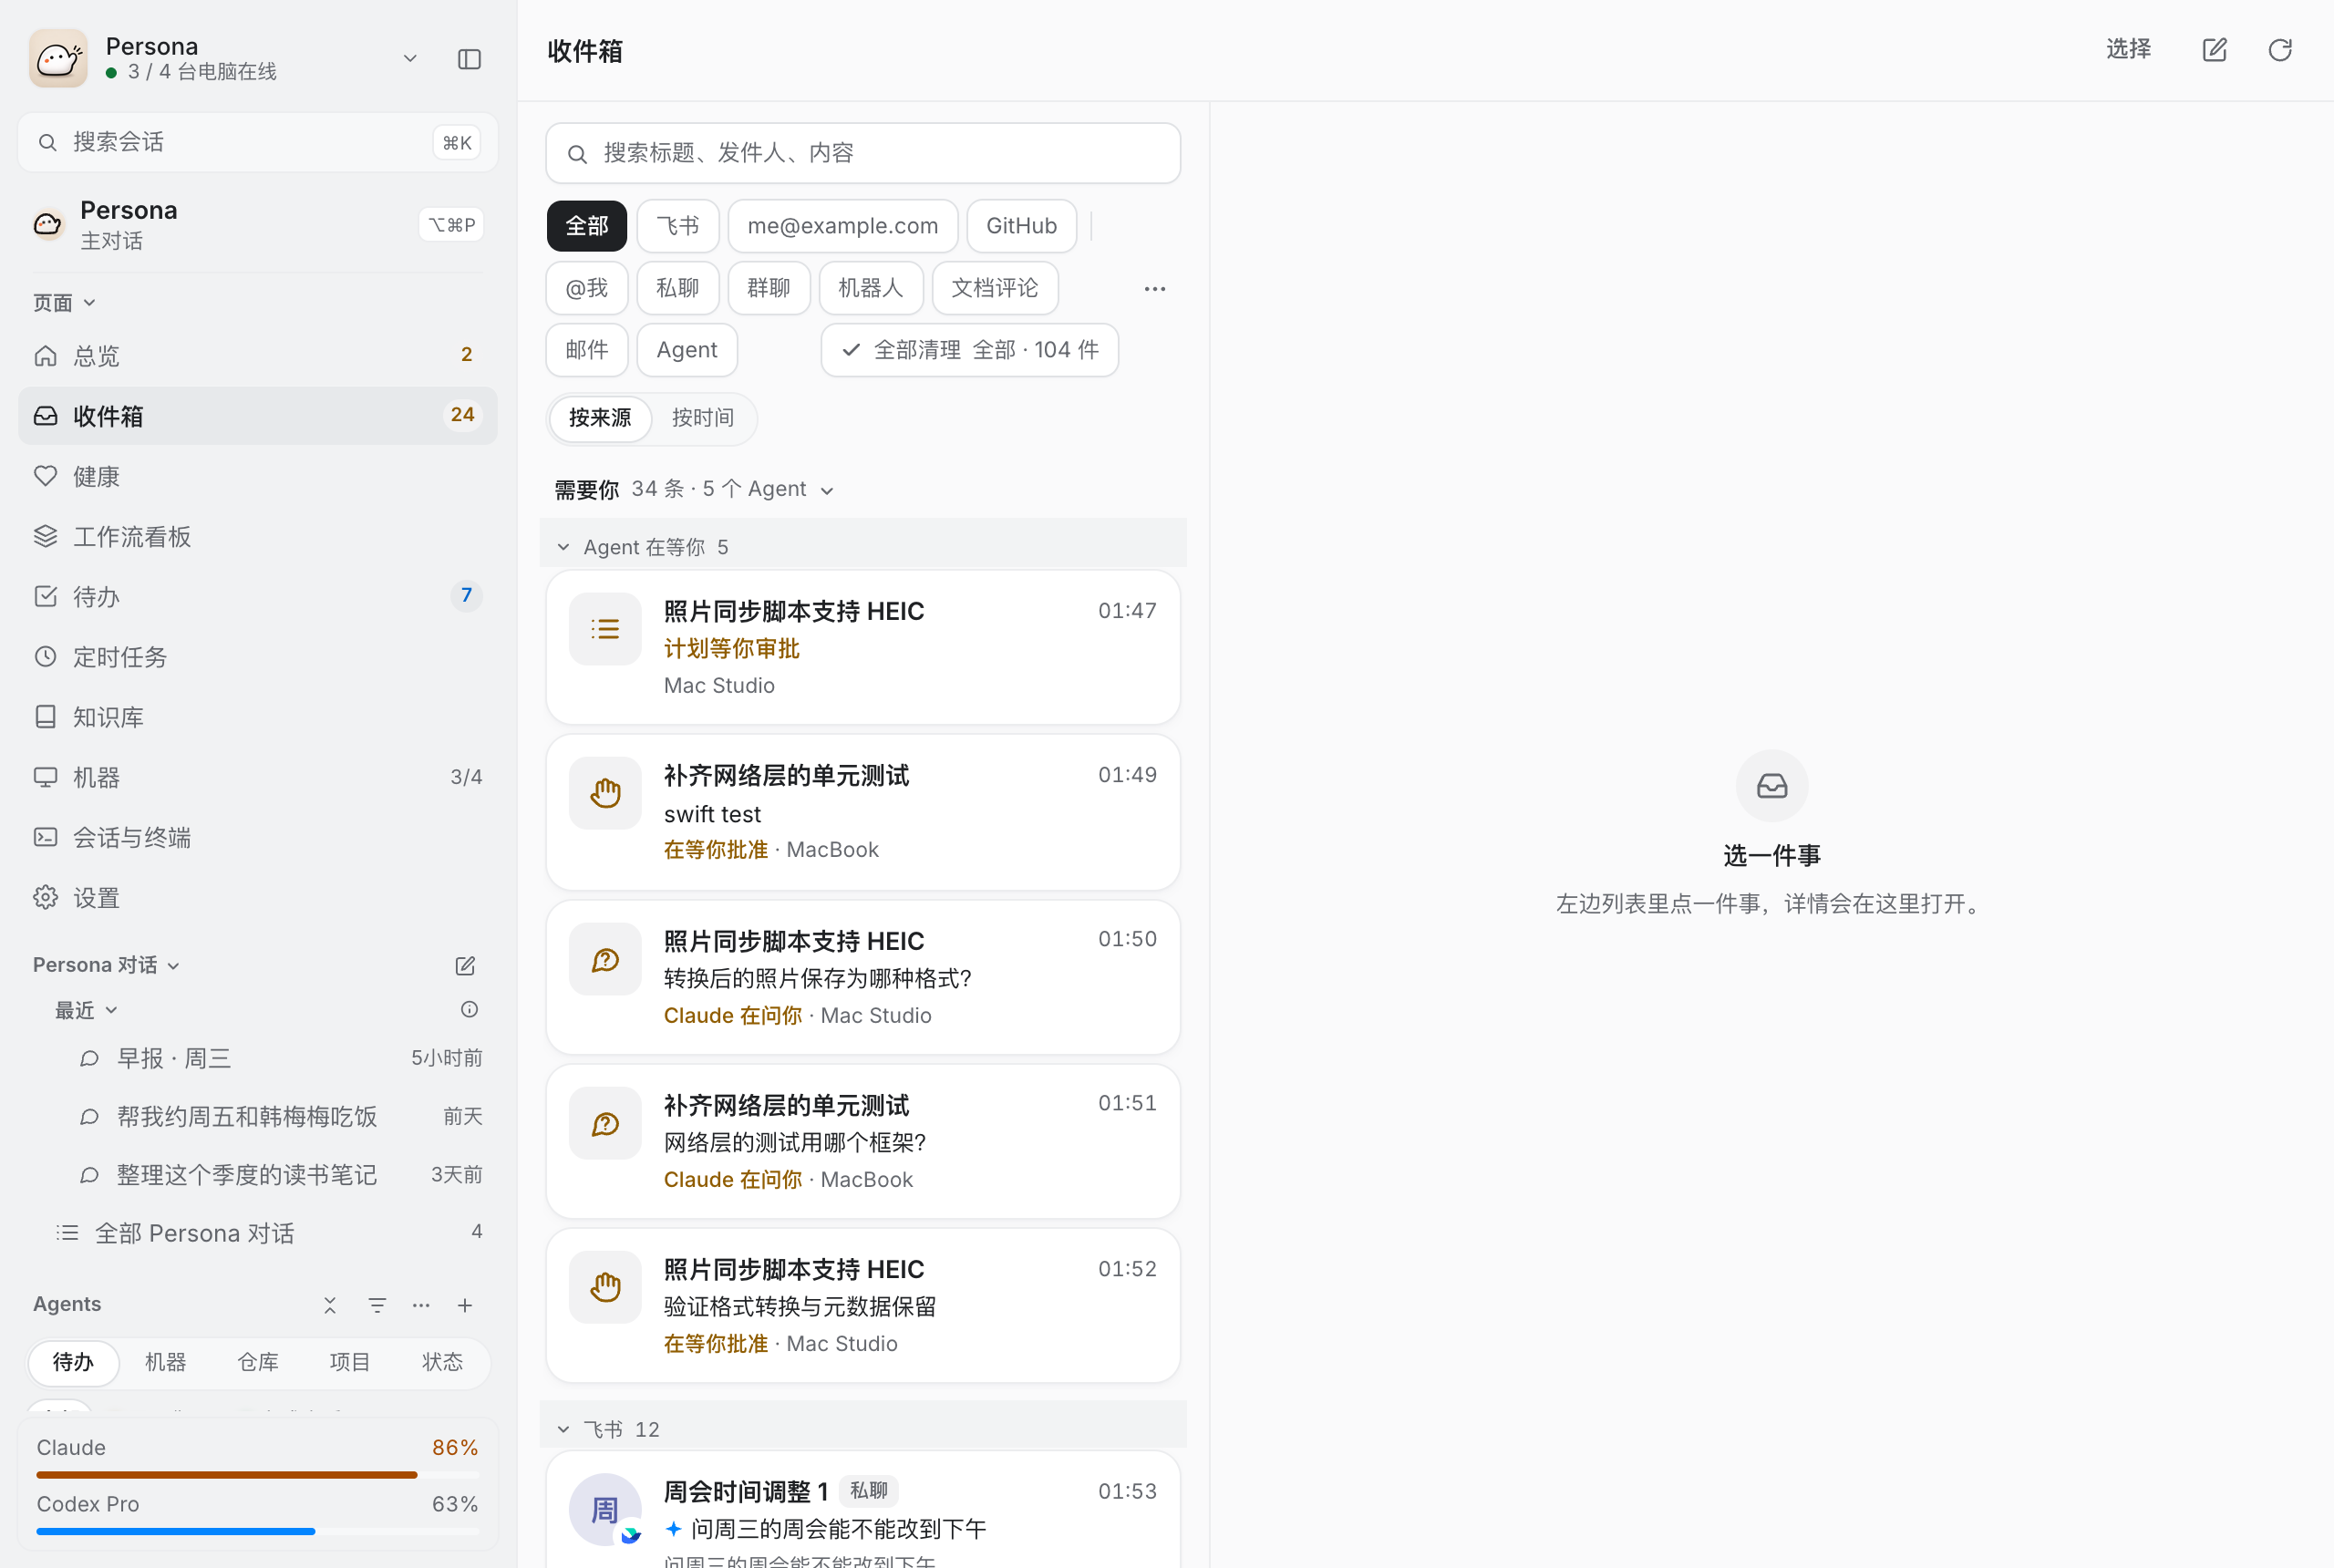 Persona
3 / 4 台电脑在线
搜索会话 ⌘K
Persona
主对话
⌥⌘P
页面
总览 2
收件箱 24
健康
工作流看板
待办 7
定时任务
知识库
机器 3/4
会话与终端
设置
Persona 对话
最近
早报 · 周三 5小时前
帮我约周五和韩梅梅吃饭 前天
整理这个季度的读书笔记 3天前
全部 Persona 对话 4
Agents
待办 机器 仓库 项目 状态
Claude 86%
Codex Pro 63%
收件箱
选择
搜索标题、发件人、内容
全部 飞书 me@example.com GitHub
@我 私聊 群聊 机器人 文档评论
邮件 Agent 全部清理 全部 · 104 件
按来源 按时间
需要你 34 条 · 5 个 Agent
Agent 在等你 5
照片同步脚本支持 HEIC 01:47
计划等你审批
Mac Studio
补齐网络层的单元测试 01:49
swift test
在等你批准 · MacBook
照片同步脚本支持 HEIC 01:50
转换后的照片保存为哪种格式?
Claude 在问你 · Mac Studio
补齐网络层的单元测试 01:51
网络层的测试用哪个框架?
Claude 在问你 · MacBook
照片同步脚本支持 HEIC 01:52
验证格式转换与元数据保留
在等你批准 · Mac Studio
飞书 12
周
周会时间调整 1 私聊 01:53
问周三的周会能不能改到下午
问周三的周会能不能改到下午
选一件事
左边列表里点一件事，详情会在这里打开。